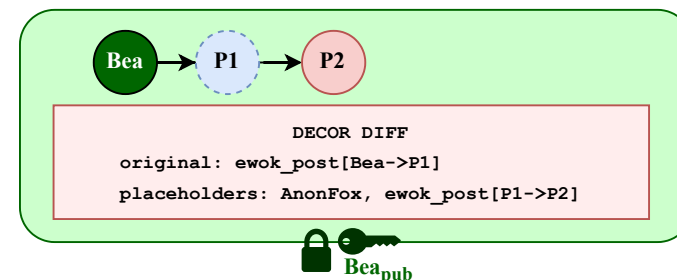 Bea P1 P2
DECOR DIFF
original: ewok_post[Bea->P1]
placeholders: AnonFox, ewok_post[P1->P2]
Bea_pub